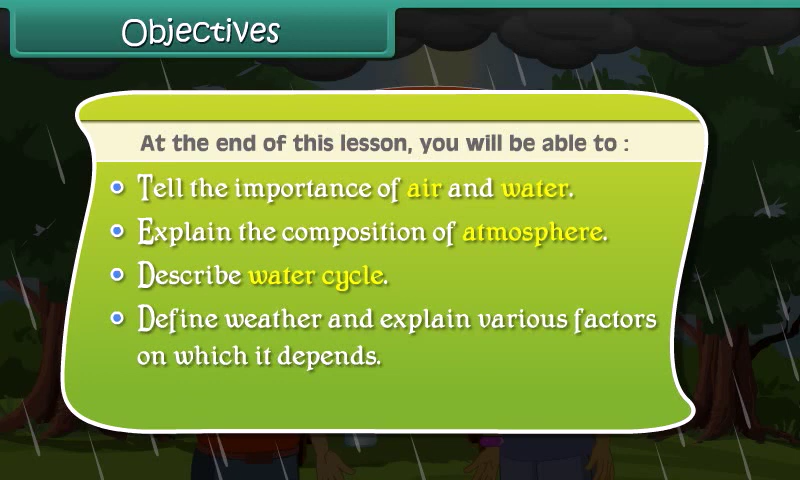 Objectives
At the end of this lesson, you will be able to :
Tell the importance of air and water.
Explain the composition of atmosphere.
Describe water cycle.
Define weather and explain various factors
on which it depends.